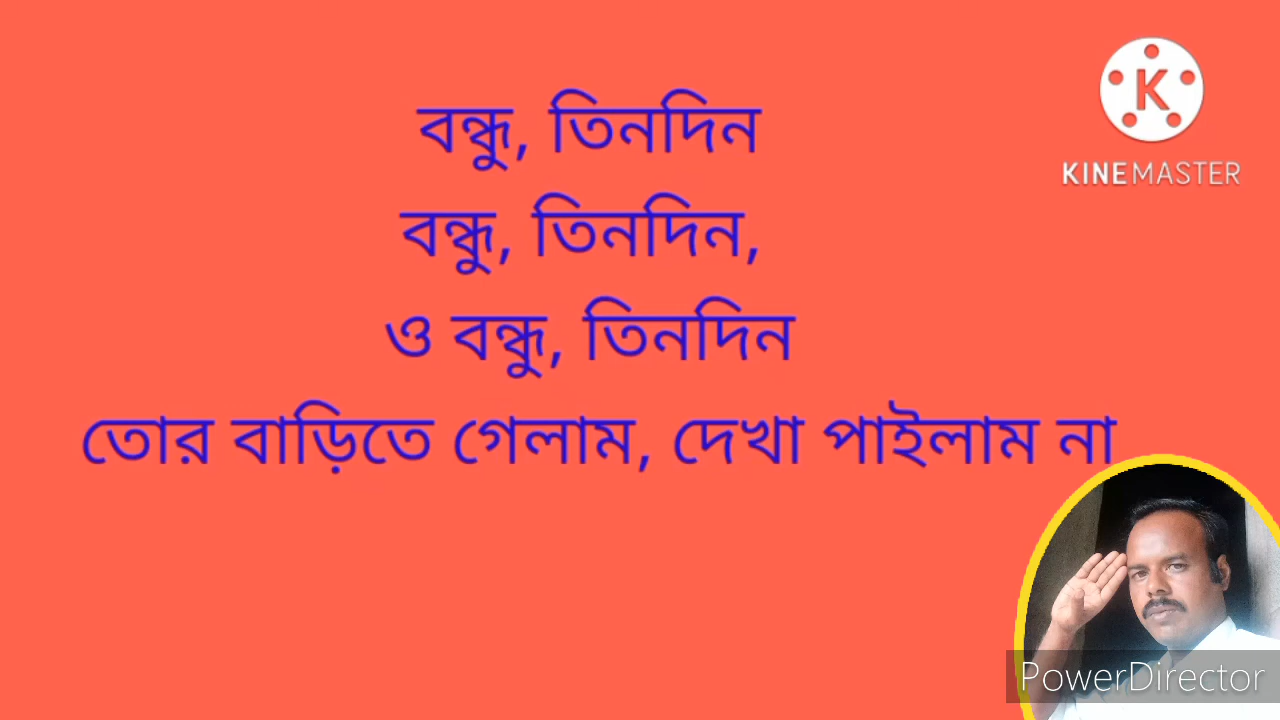 বন্ধু, তিনদিন
বন্ধু, তিনদিন,
ও বন্ধু, তিনদিন
তোর বাড়িতে গেলাম, দেখা পাইলাম না
K
KINEMASTER
PowerDirector